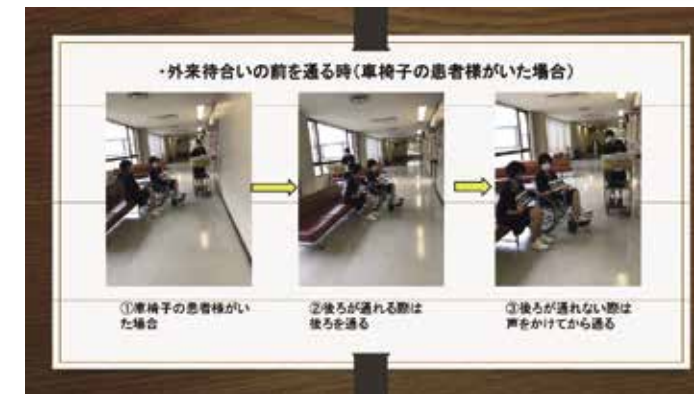 ・外来待合いの前を通る時(車椅子の患者様がいた場合)
①車椅子の患者様がい
た場合
②後ろが通れる際は
後ろを通る
③後ろが通れない際は
声をかけてから通る